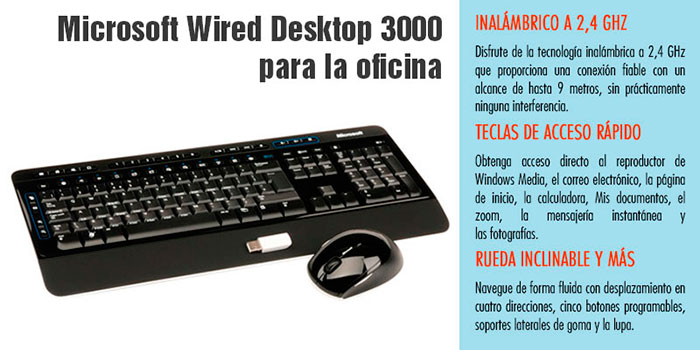 Microsoft Wired Desktop 3000
para la oficina
Microsoft
INALÁMBRICO A 2,4 GHZ
Disfrute de la tecnología inalámbrica a 2,4 GHz
que proporciona una conexión fiable con un
alcance de hasta 9 metros, sin prácticamente
ninguna interferencia.
TECLAS DE ACCESO RÁPIDO
Obtenga acceso directo al reproductor de
Windows Media, el correo electrónico, la página
de inicio, la calculadora, Mis documentos, el
zoom, la mensajería instantánea y
las fotografías.
RUEDA INCLINABLE Y MÁS
Navegue de forma fluida con desplazamiento en
cuatro direcciones, cinco botones programables,
soportes laterales de goma y la lupa.